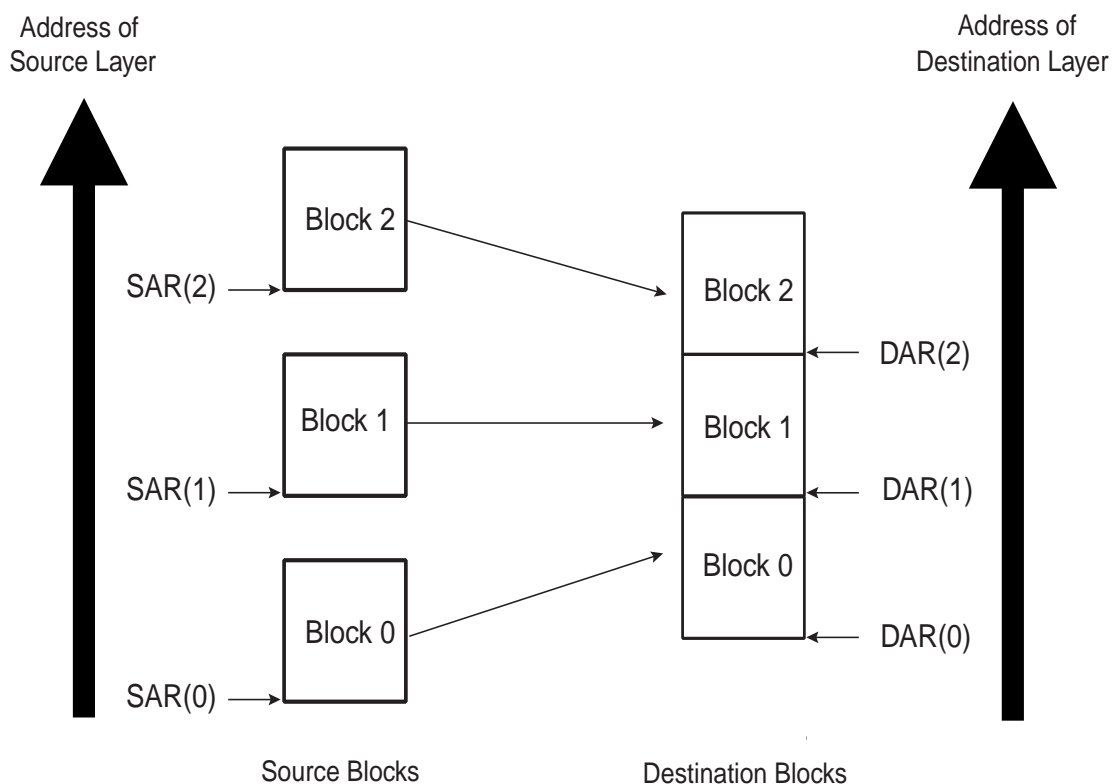 Address of
Source Layer
Address of
Destination Layer
Block 2
SAR(2)
Block 2
DAR(2)
Block 1
Block 1
SAR(1)
DAR(1)
Block 0
Block 0
DAR(0)
SAR(0)
Source Blocks
Destination Blocks